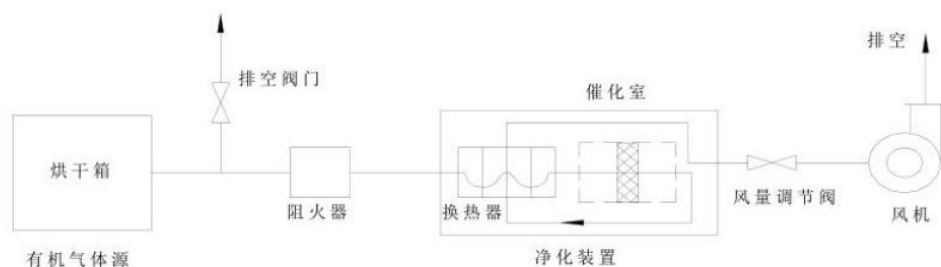 排空
排空阀门
催化室
烘干箱
阻火器
换热器
风量调节阀
风机
有机气体源
净化装置